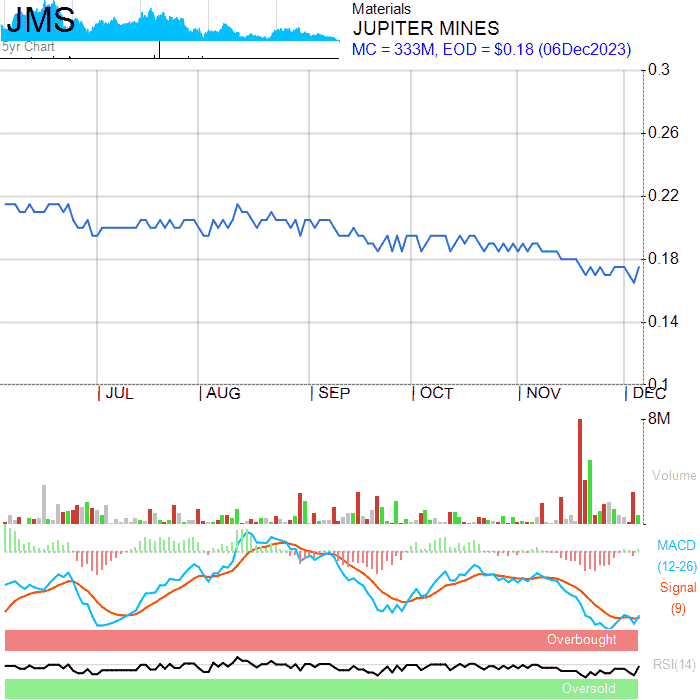 JMS
5yr Chart
Materials
JUPITER MINES
MC = 333M, EOD = $0.18 (06Dec2023)
0.3
0.26
0.22
0.18
0.14
0.1
JUL
AUG
SEP
OCT
NOV
DEC
8M
Volume
MACD
(12-26)
Signal
(9)
Overbought
RSI(14)
Oversold